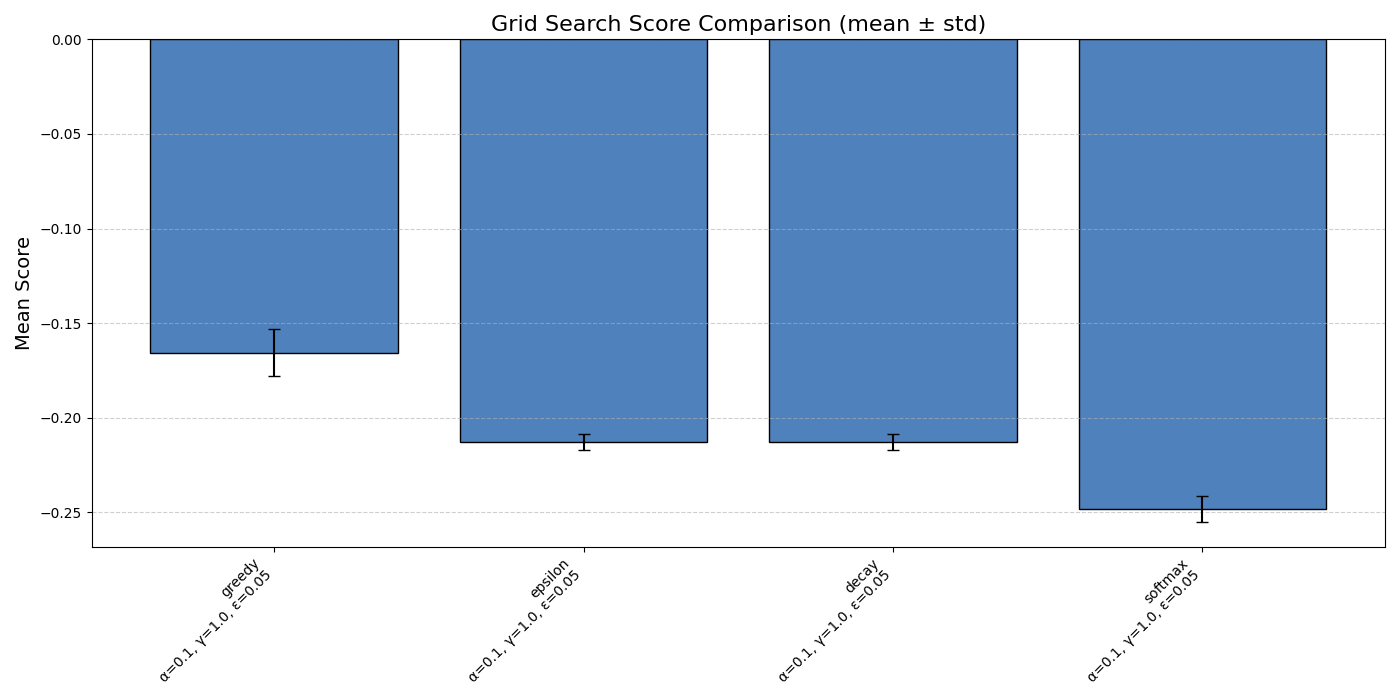 Grid Search Score Comparison (mean ± std)
Mean Score
0.00
−0.05
−0.10
−0.15
−0.20
−0.25
greedy
α=0.1, γ=1.0, ε=0.05
epsilon
α=0.1, γ=1.0, ε=0.05
decay
α=0.1, γ=1.0, ε=0.05
softmax
α=0.1, γ=1.0, ε=0.05